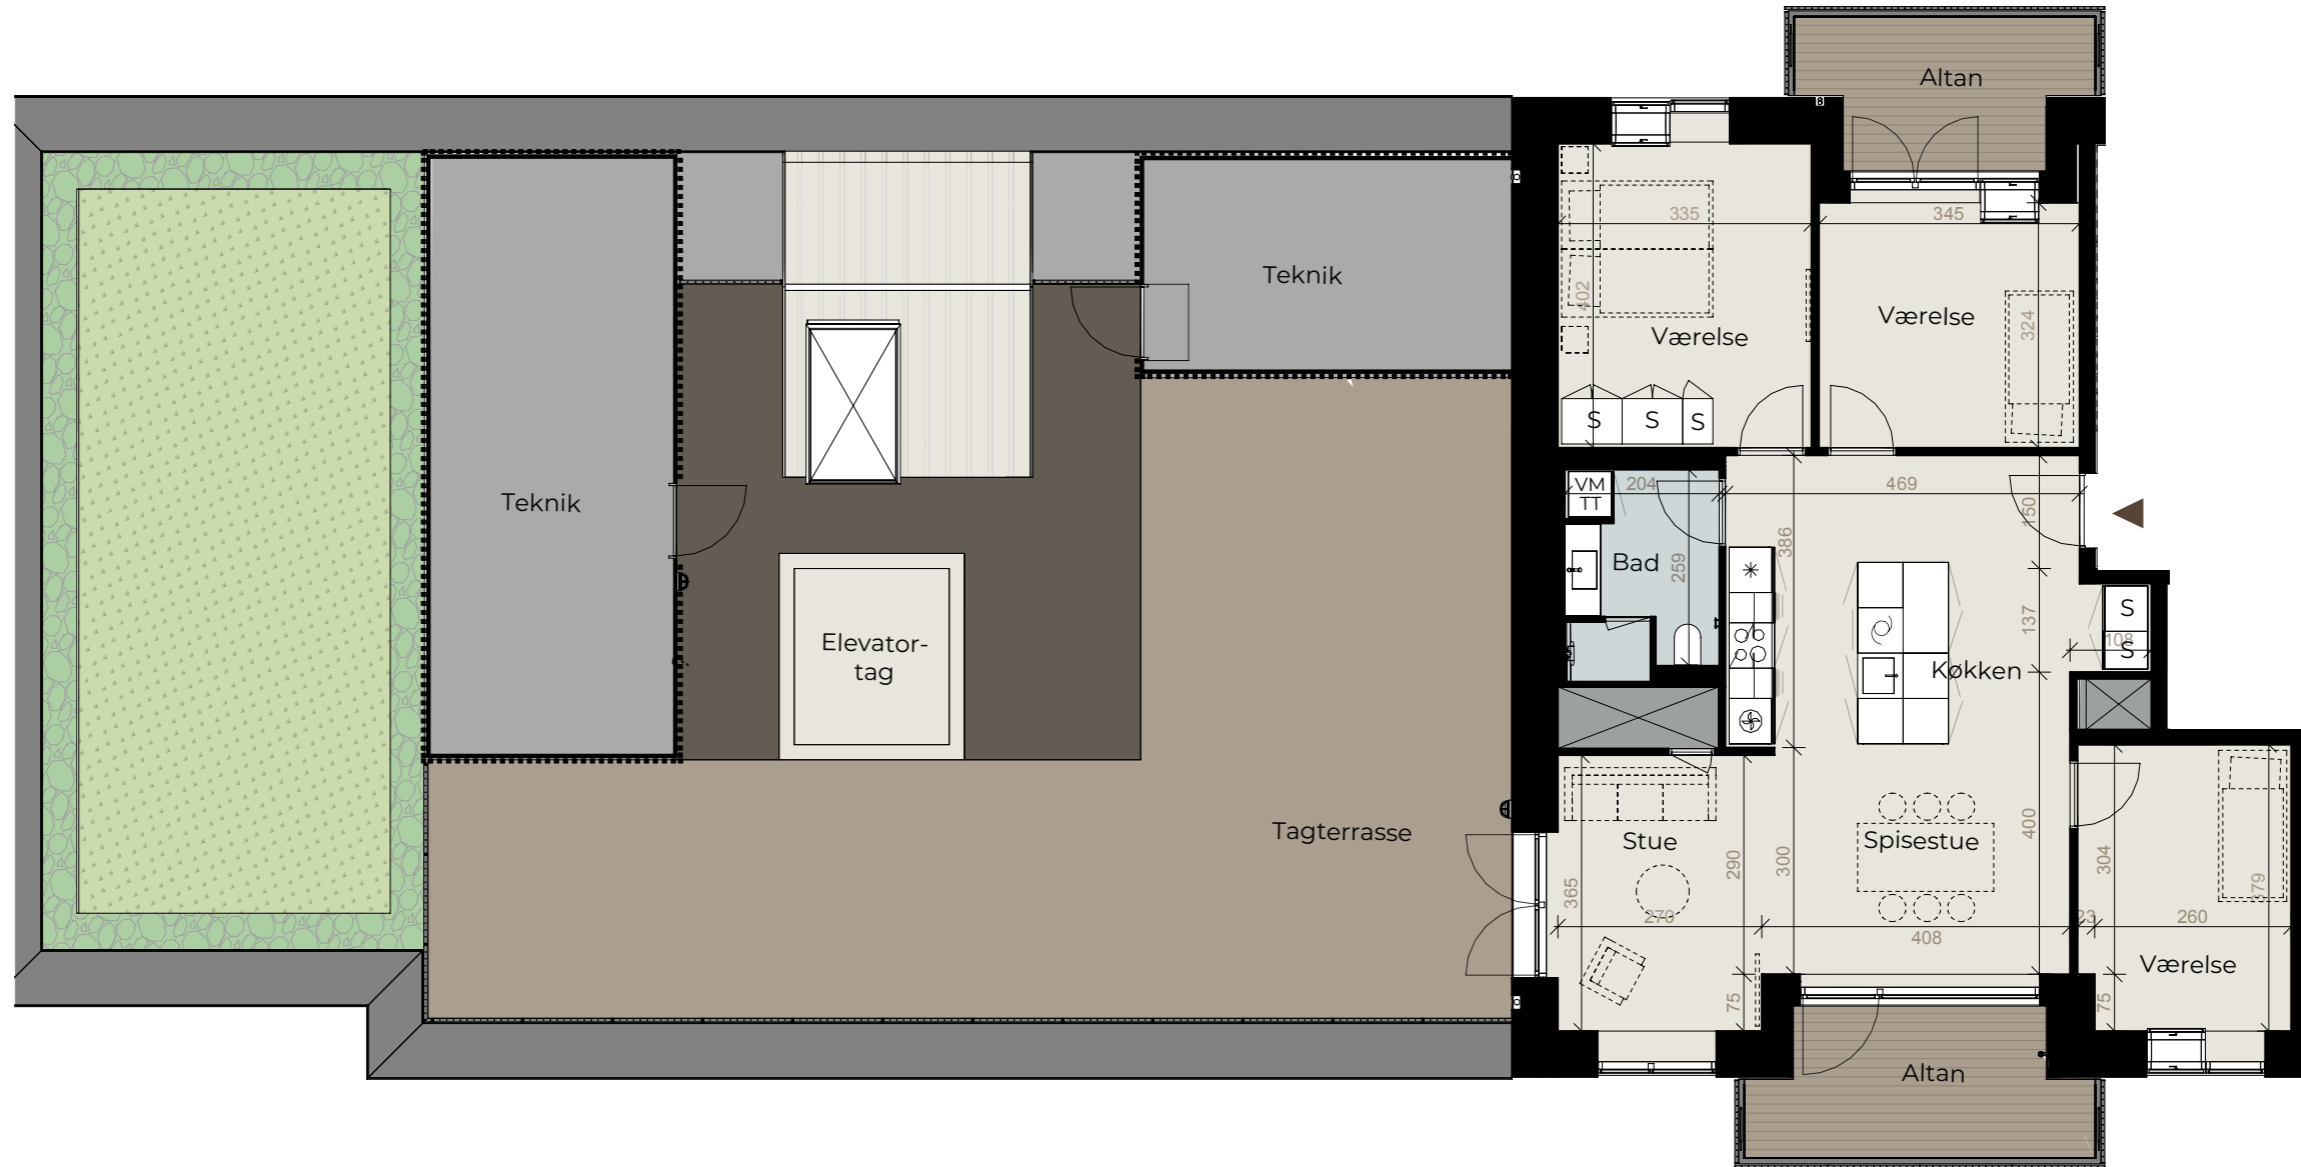 Altan
335
345
Teknik
402
Værelse
Værelse
324
S
S
S
VM
TT
204
469
150
Teknik
386
Bad
259
S
137
108
S
Elevator-
tag
Køkken
Tagterrasse
Stue
Spisestue
400
290
300
304
365
379
270
23
260
408
Værelse
75
75
Altan